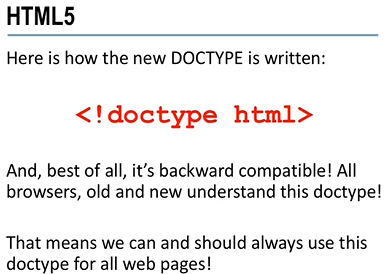 HTML5
Here is how the new DOCTYPE is written:
<!doctype html>
And, best of all, it’s backward compatible! All
browsers, old and new understand this doctype!
That means we can and should always use this
doctype for all web pages!